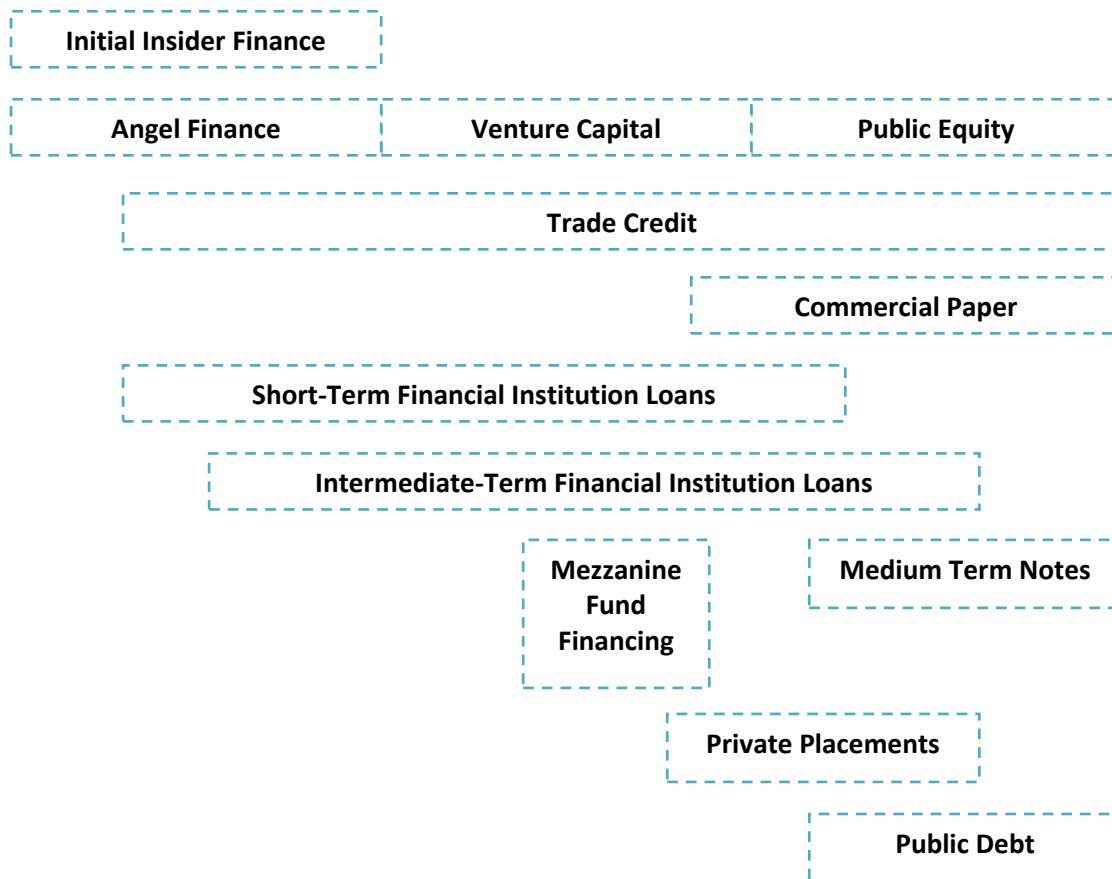 Initial Insider Finance
Angel Finance
Venture Capital
Public Equity
Trade Credit
Commercial Paper
Short-Term Financial Institution Loans
Intermediate-Term Financial Institution Loans
Mezzanine
Fund
Financing
Medium Term Notes
Private Placements
Public Debt